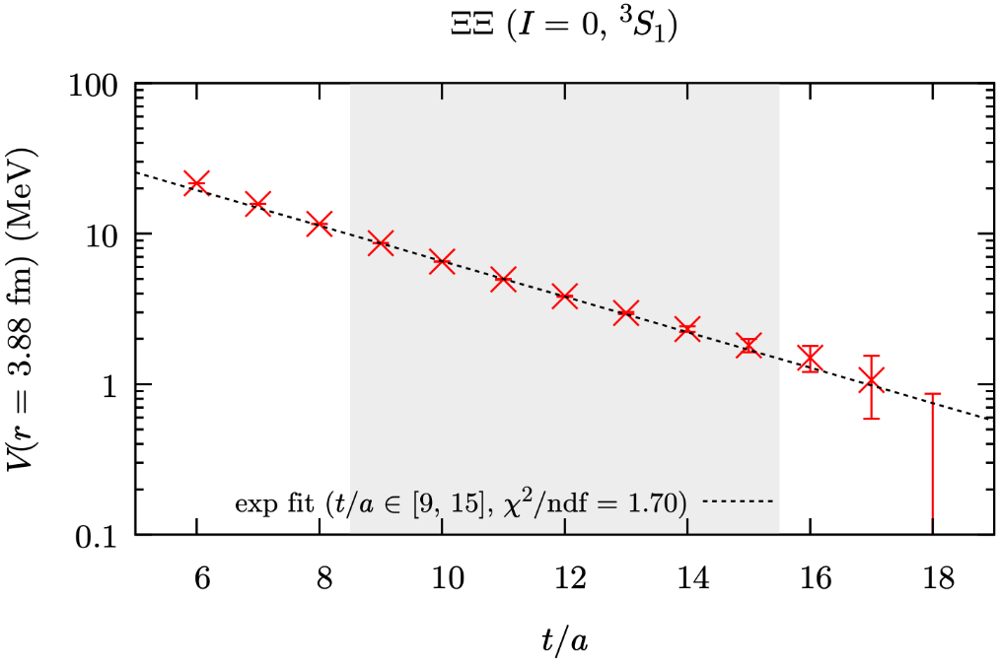 ΞΞ (I = 0, ³S₁)
V(r = 3.88 fm) (MeV)
100
10
1
0.1
exp fit (t/a ∈ [9, 15], χ²/ndf = 1.70)
6 8 10 12 14 16 18
t/a